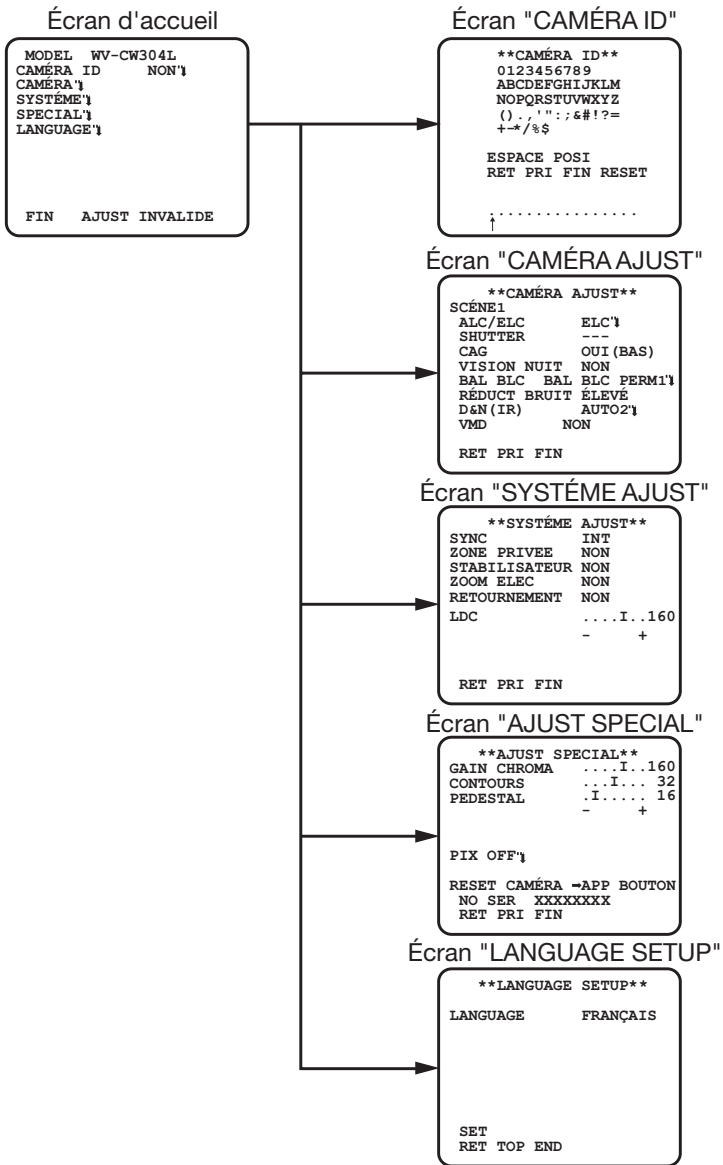 Écran d'accueil
MODEL WV-CW304L
CAMÉRA ID NON
CAMÉRA
SYSTÉME
SPECIAL
LANGUAGE
FIN AJUST INVALIDE
Écran "CAMÉRA ID"
**CAMÉRA ID**
0123456789
ABCDEFGHIJKLM
NOPQRSTUVWXYZ
().,'":;&#!?=
+-*/%$
ESPACE POSI
RET PRI FIN RESET
................
↑
Écran "CAMÉRA AJUST"
**CAMÉRA AJUST**
SCÉNE1
ALC/ELC ELC
SHUTTER ---
CAG OUI(BAS)
VISION NUIT NON
BAL BLC BAL BLC PERM1
RÉDUCT BRUIT ÉLEVÉ
D&N(IR) AUTO2
VMD NON
RET PRI FIN
Écran "SYSTÉME AJUST"
**SYSTÉME AJUST**
SYNC INT
ZONE PRIVEE NON
STABILISATEUR NON
ZOOM ELEC NON
RETOURNEMENT NON
LDC ....I..160
- +
RET PRI FIN
Écran "AJUST SPECIAL"
**AJUST SPECIAL**
GAIN CHROMA ....I..160
CONTOURS ...I... 32
PEDESTAL .I..... 16
- +
PIX OFF
RESET CAMÉRA →APP BOUTON
NO SER XXXXXXXX
RET PRI FIN
Écran "LANGUAGE SETUP"
**LANGUAGE SETUP**
LANGUAGE FRANÇAIS
SET
RET TOP END